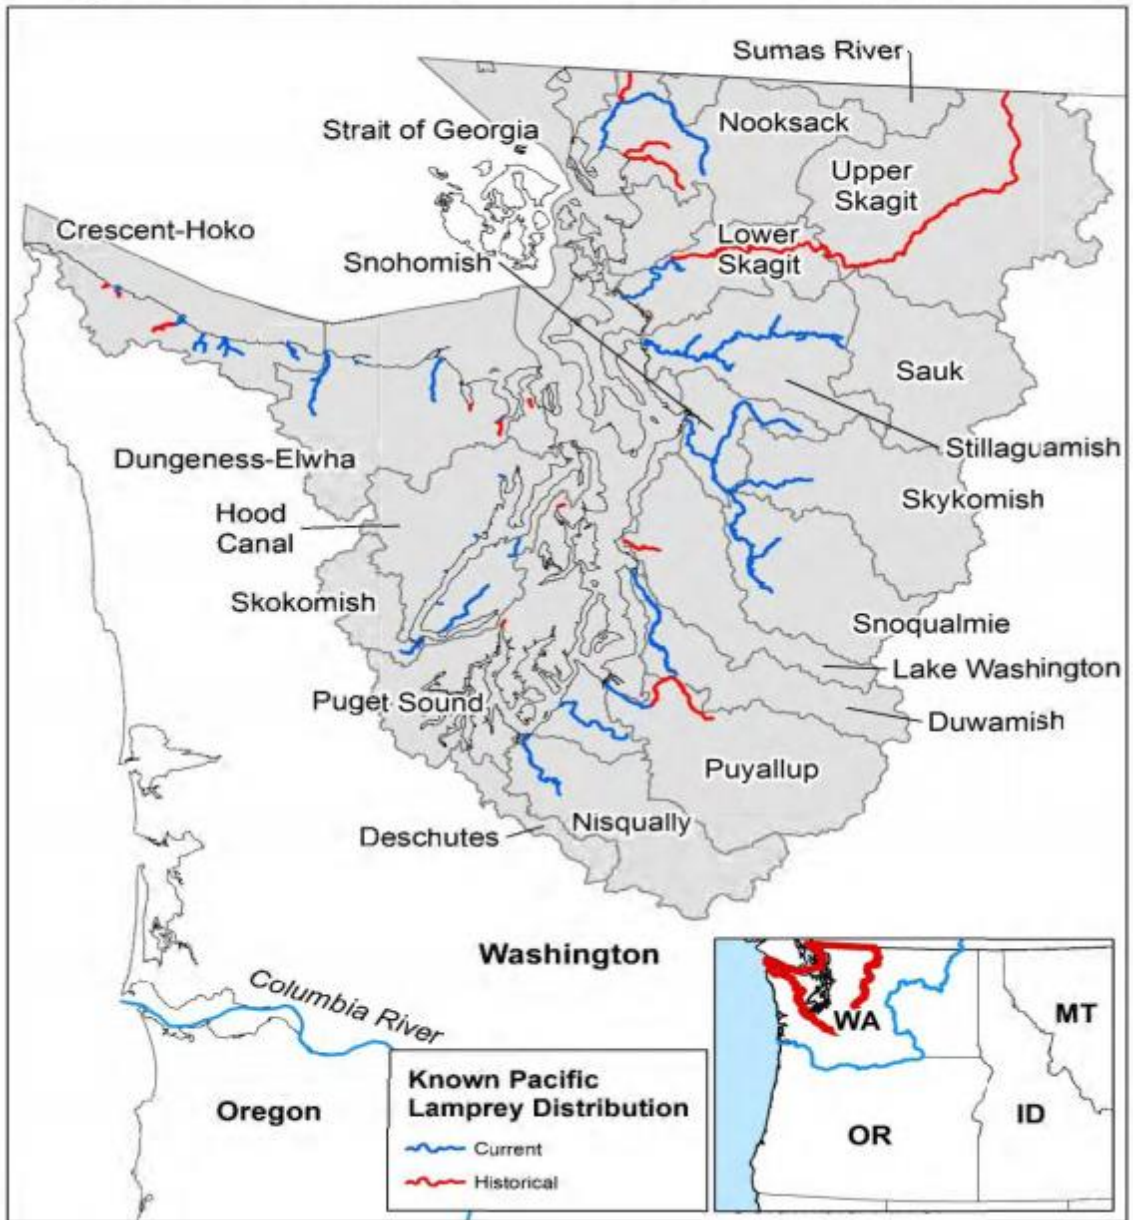 Sumas River
Nooksack
Strait of Georgia
Upper
Skagit
Crescent-Hoko
Lower
Skagit
Snohomish
Sauk
Stillaguamish
Dungeness-Elwha
Skykomish
Hood
Canal
Skokomish
Snoqualmie
Lake Washington
Puget Sound
Duwamish
Puyallup
Nisqually
Deschutes
Washington
Columbia River
Oregon
Known Pacific
Lamprey Distribution
Current
Historical
WA
MT
ID
OR